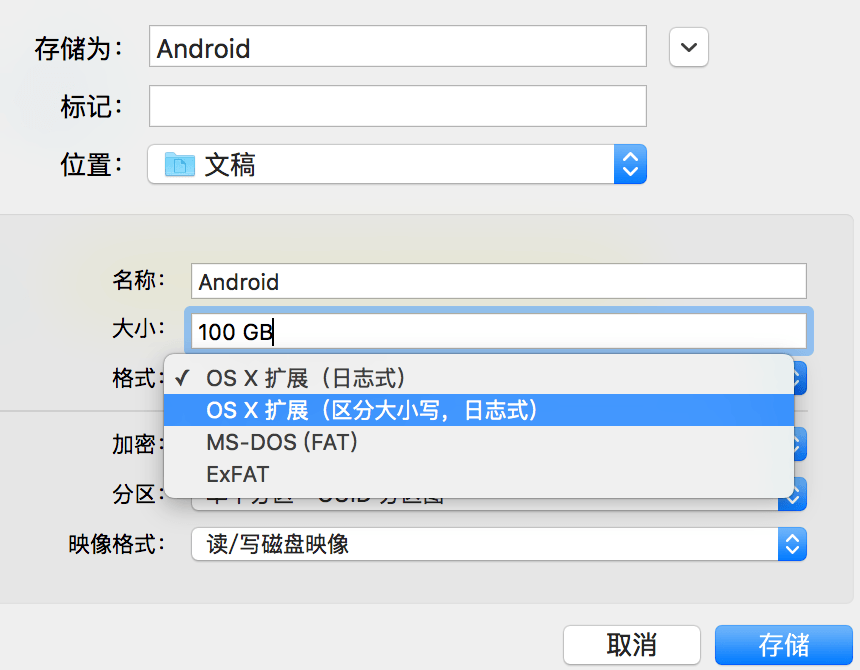 存储为： Android
标记：
位置： 文稿
名称： Android
大小： 100 GB
格式： ✓ OS X 扩展（日志式）
OS X 扩展（区分大小写，日志式）
MS-DOS (FAT)
ExFAT
加密：
分区：
映像格式： 读/写磁盘映像
取消 存储